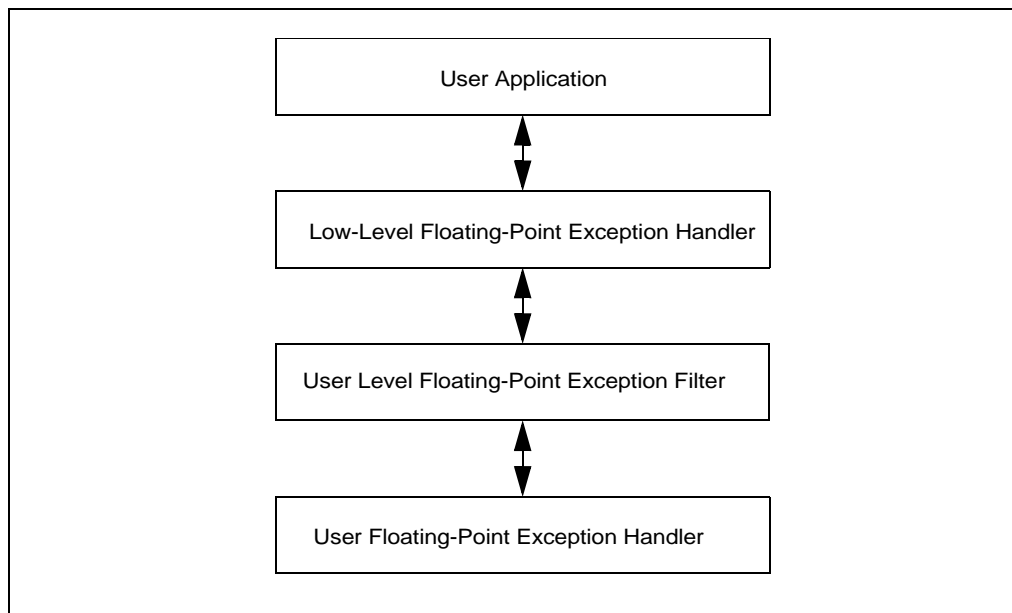 User Application
Low-Level Floating-Point Exception Handler
User Level Floating-Point Exception Filter
User Floating-Point Exception Handler